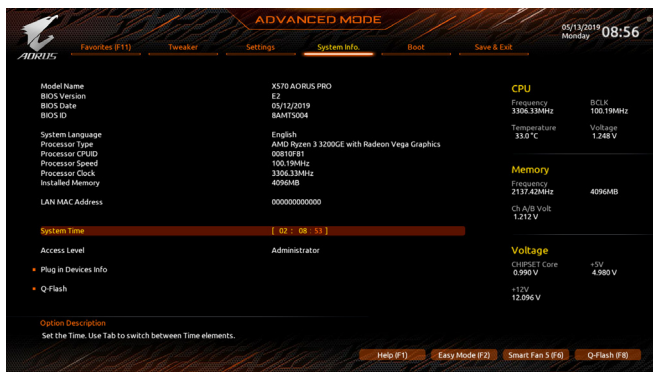 ADVANCED MODE
05/13/2019 Monday 08:56
AORUS
Favorites (F11) Tweaker Settings System Info. Boot Save & Exit
Model Name X570 AORUS PRO
BIOS Version E2
BIOS Date 05/12/2019
BIOS ID 8AMTS004
System Language English
Processor Type AMD Ryzen 3 3200GE with Radeon Vega Graphics
Processor CPUID 00810F81
Processor Speed 100.19MHz
Processor Clock 3306.33MHz
Installed Memory 4096MB
LAN MAC Address 000000000000
System Time [ 02 : 08 : 53 ]
Access Level Administrator
Plug in Devices Info
Q-Flash
CPU
Frequency BCLK
3306.33MHz 100.19MHz
Temperature Voltage
33.0 °C 1.248 V
Memory
Frequency
2137.42MHz 4096MB
Ch A/B Volt
1.212 V
Voltage
CHIPSET Core +5V
0.990 V 4.980 V
+12V
12.096 V
Option Description
Set the Time. Use Tab to switch between Time elements.
Help (F1) Easy Mode (F2) Smart Fan 5 (F6) Q-Flash (F8)